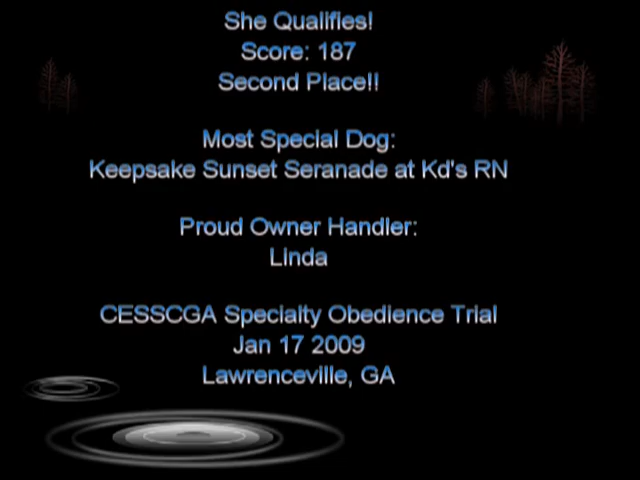 She Qualifies!
Score: 187
Second Place!!
Most Special Dog:
Keepsake Sunset Seranade at Kd's RN
Proud Owner Handler:
Linda
CESSCGA Specialty Obedience Trial
Jan 17 2009
Lawrenceville, GA